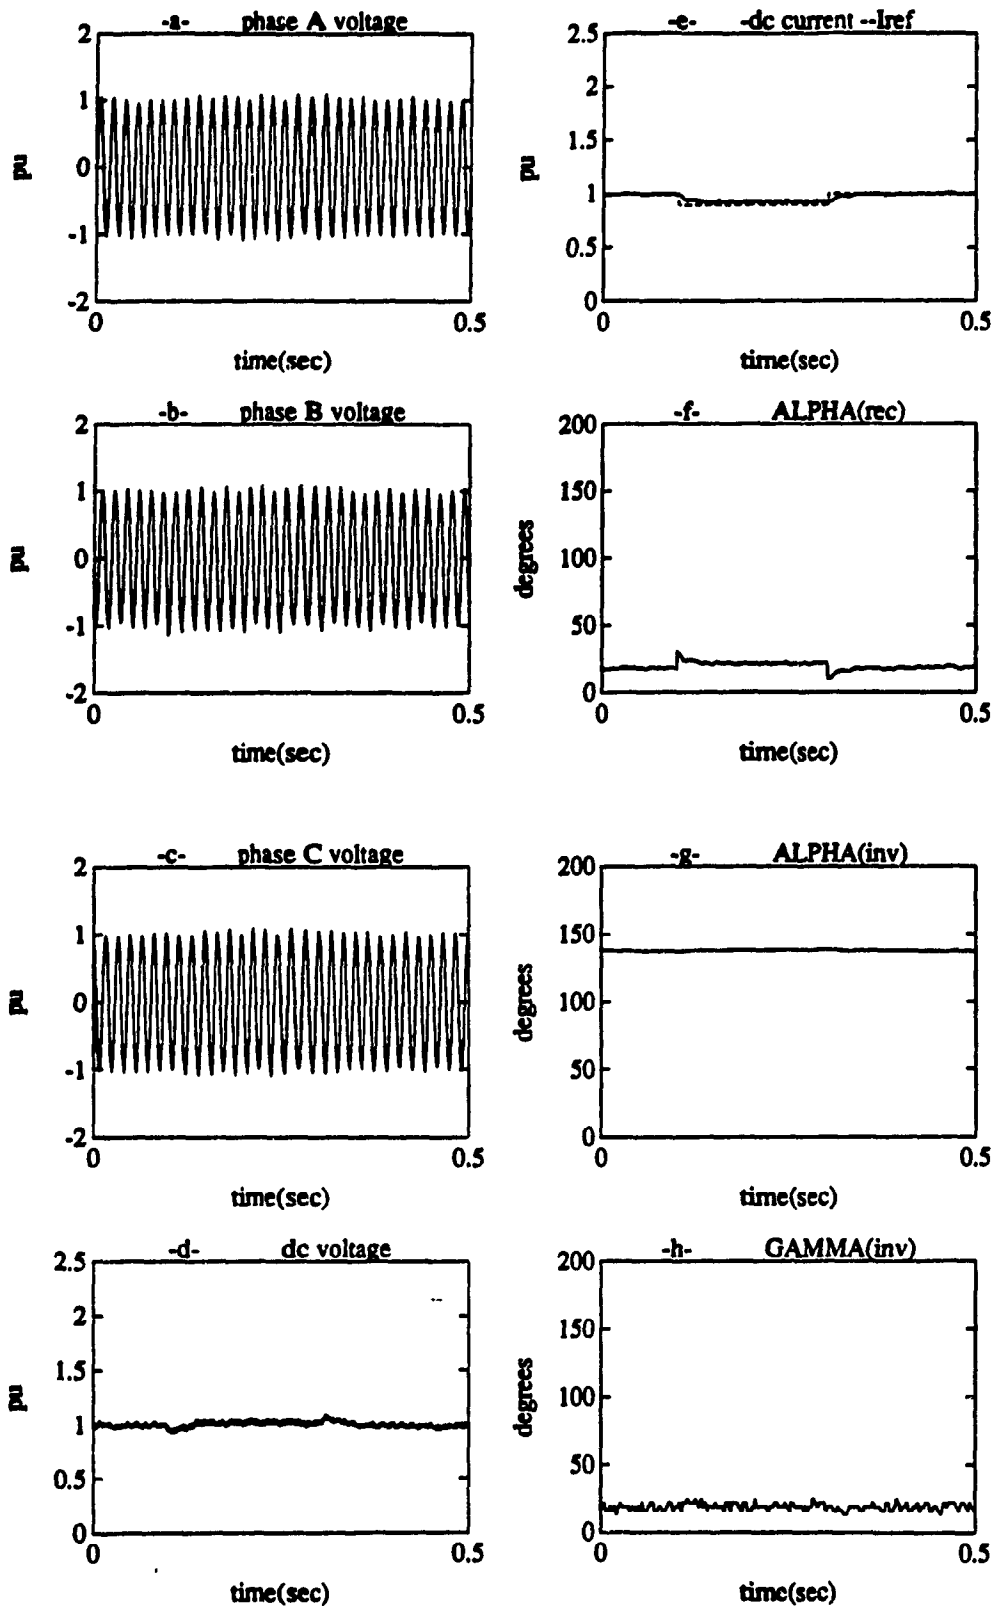 -a- phase A voltage
2
1
0
-1
-2
pu
0
0.5
time(sec)
-e- -dc current --Iref
2.5
2
1.5
1
0.5
0
pu
0
0.5
time(sec)
-b- phase B voltage
2
1
0
-1
-2
pu
0
0.5
time(sec)
-f- ALPHA(rec)
200
150
100
50
0
degrees
0
0.5
time(sec)
-c- phase C voltage
2
1
0
-1
-2
pu
0
0.5
time(sec)
-g- ALPHA(inv)
200
150
100
50
0
degrees
0
0.5
time(sec)
-d- dc voltage
2.5
2
1.5
1
0.5
0
pu
0
0.5
time(sec)
-h- GAMMA(inv)
200
150
100
50
0
degrees
0
0.5
time(sec)